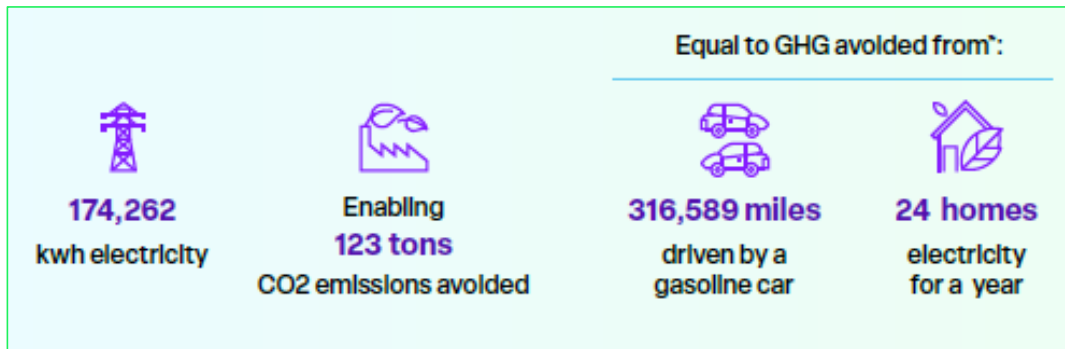 Equal to GHG avoided from*:
174,262
kwh electricity
Enabling
123 tons
CO2 emissions avoided
316,589 miles
driven by a
gasoline car
24 homes
electricity
for a year